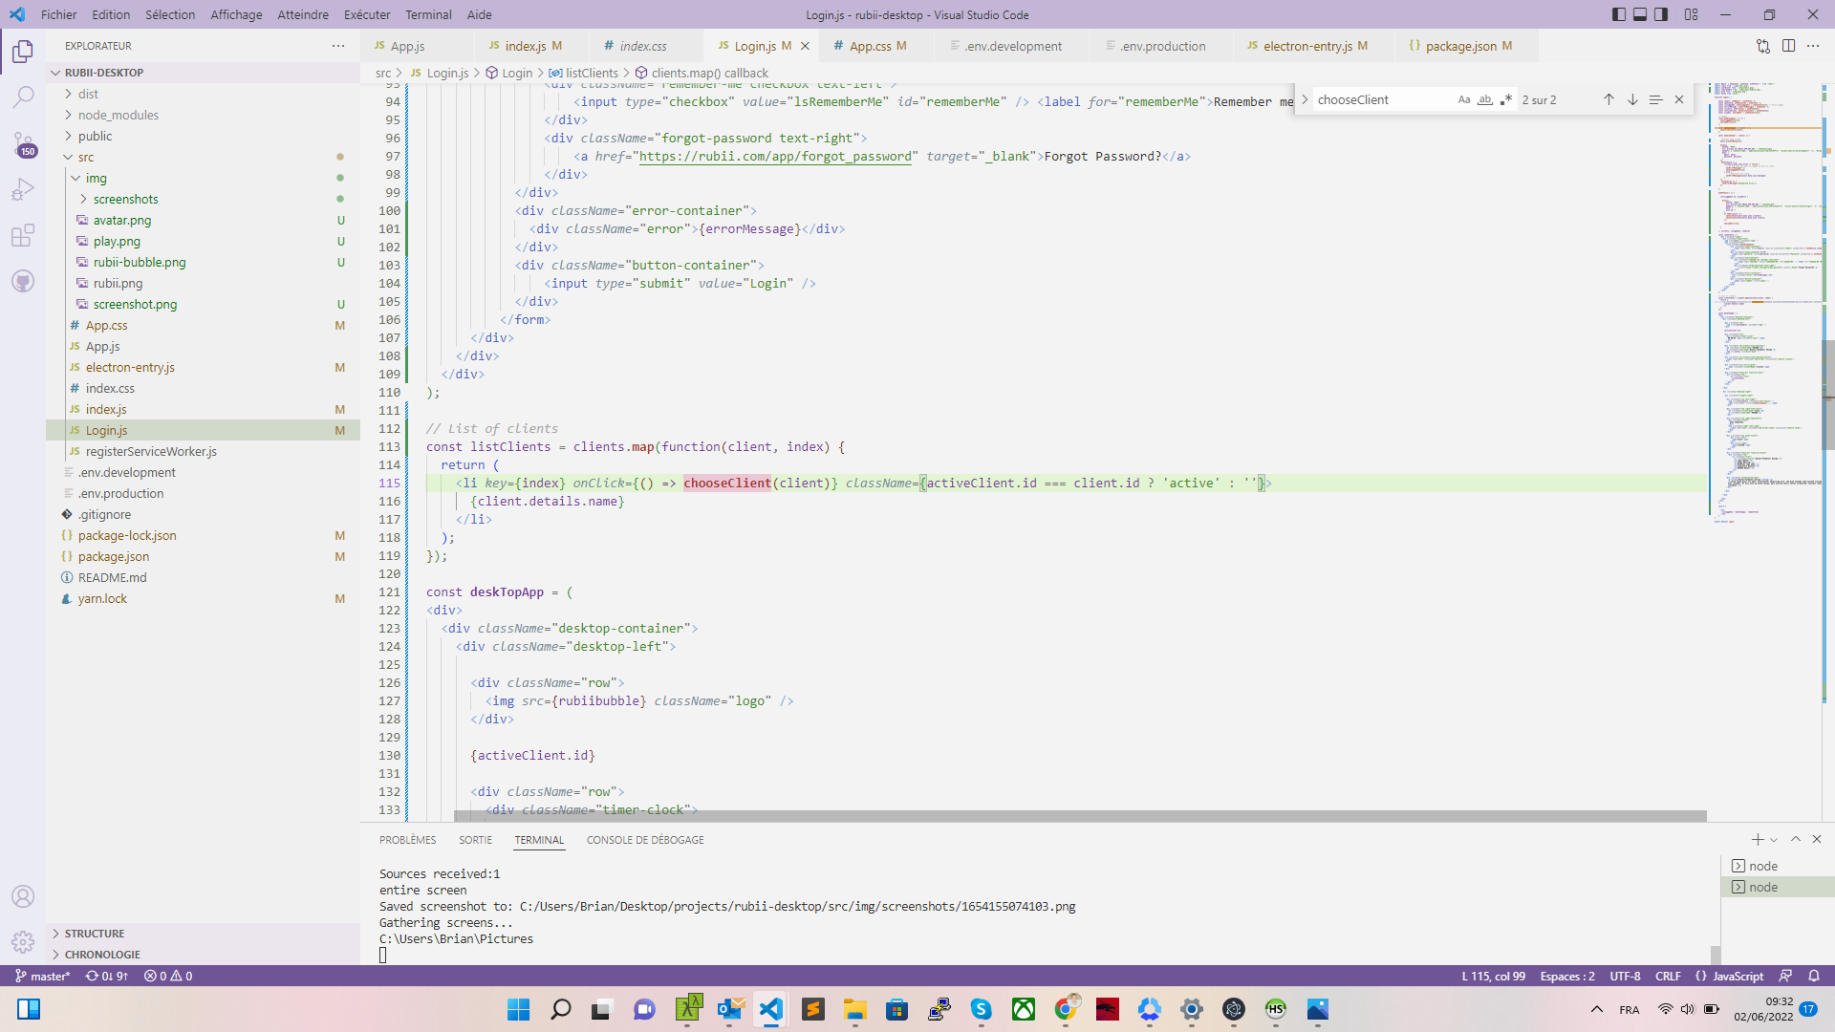 Fichier Edition Sélection Affichage Atteindre Exécuter Terminal Aide
Login.js - rubii-desktop - Visual Studio Code
EXPLORATEUR
JS App.js JS index.js M # index.css JS Login.js M # App.css M .env.development .env.production JS electron-entry.js M {} package.json M
src > JS Login.js > Login > listClients > clients.map() callback
chooseClient Aa ab 2 sur 2
RUBII-DESKTOP
dist
node_modules
public
src
img
screenshots
avatar.png U
play.png U
rubii-bubble.png U
rubii.png
screenshot.png U
# App.css M
JS App.js
JS electron-entry.js M
# index.css
JS index.js M
JS Login.js M
JS registerServiceWorker.js
.env.development
.env.production
.gitignore
{} package-lock.json M
{} package.json M
README.md
yarn.lock M
STRUCTURE
CHRONOLOGIE
150
93 <div className="remember-me checkbox text-left">
94 <input type="checkbox" value="lsRememberMe" id="rememberMe" /> <label for="rememberMe">Remember me
95 </div>
96 <div className="forgot-password text-right">
97 <a href="https://rubii.com/app/forgot_password" target="_blank">Forgot Password?</a>
98 </div>
99 </div>
100 <div className="error-container">
101 <div className="error">{errorMessage}</div>
102 </div>
103 <div className="button-container">
104 <input type="submit" value="Login" />
105 </div>
106 </form>
107 </div>
108 </div>
109 </div>
110 );
111
112 // List of clients
113 const listClients = clients.map(function(client, index) {
114 return (
115 <li key={index} onClick={() => chooseClient(client)} className={activeClient.id === client.id ? 'active' : ''}>
116 {client.details.name}
117 </li>
118 );
119 });
120
121 const deskTopApp = (
122 <div>
123 <div className="desktop-container">
124 <div className="desktop-left">
125
126 <div className="row">
127 <img src={rubiibubble} className="logo" />
128 </div>
129
130 {activeClient.id}
131
132 <div className="row">
133 <div className="timer-clock">
PROBLÈMES SORTIE TERMINAL CONSOLE DE DÉBOGAGE
Sources received:1
entire screen
Saved screenshot to: C:/Users/Brian/Desktop/projects/rubii-desktop/src/img/screenshots/1654155074103.png
Gathering screens...
C:\Users\Brian\Pictures
node
node
master* 0↓ 9↑ 0 0
L 115, col 99 Espaces : 2 UTF-8 CRLF {} JavaScript
FRA
09:32
02/06/2022
17